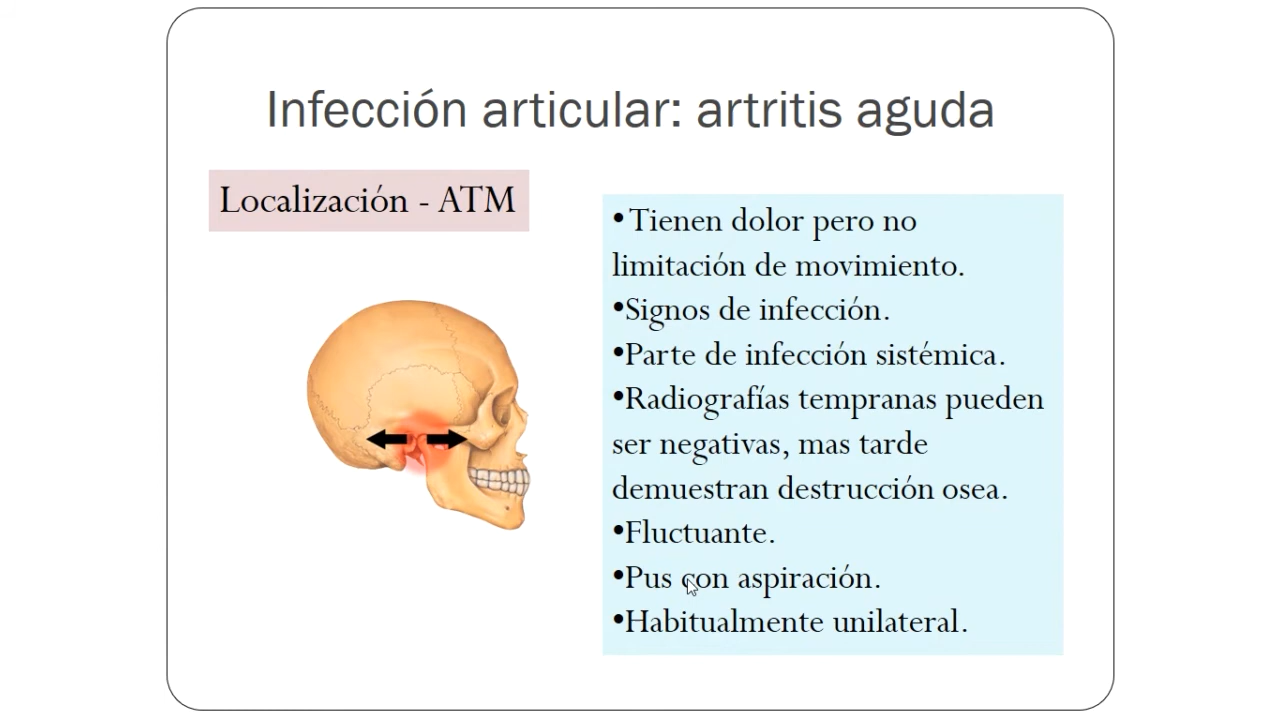 Infección articular: artritis aguda
Localización - ATM
•Tienen dolor pero no
limitación de movimiento.
•Signos de infección.
•Parte de infección sistémica.
•Radiografías tempranas pueden
ser negativas, mas tarde
demuestran destrucción osea.
•Fluctuante.
•Pus con aspiración.
•Habitualmente unilateral.